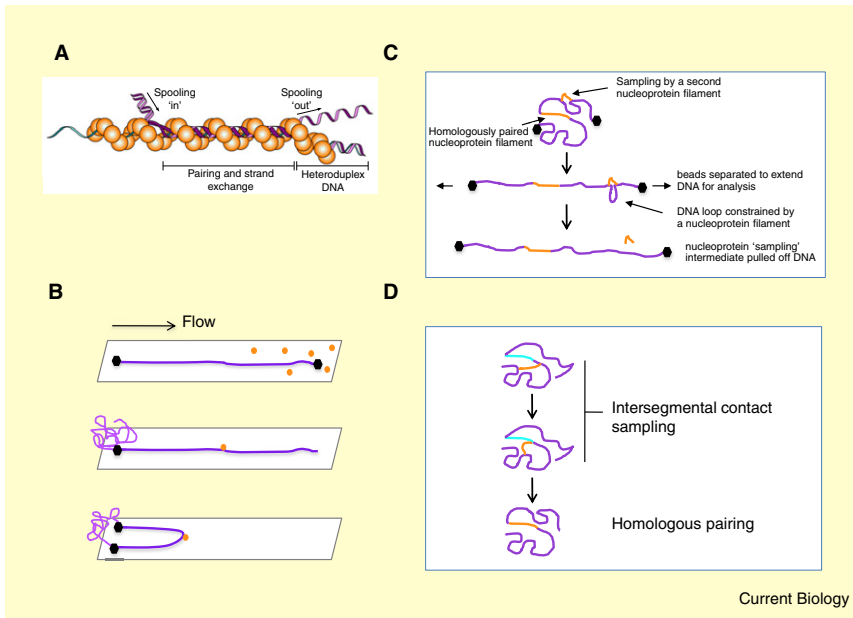 A
Spooling
'in'
Spooling
'out'
Pairing and strand
exchange
Heteroduplex
DNA
B
Flow
C
Sampling by a second
nucleoprotein filament
Homologously paired
nucleoprotein filament
beads separated to extend
DNA for analysis
DNA loop constrained by
a nucleoprotein filament
nucleoprotein 'sampling'
intermediate pulled off DNA
D
Intersegmental contact
sampling
Homologous pairing
Current Biology